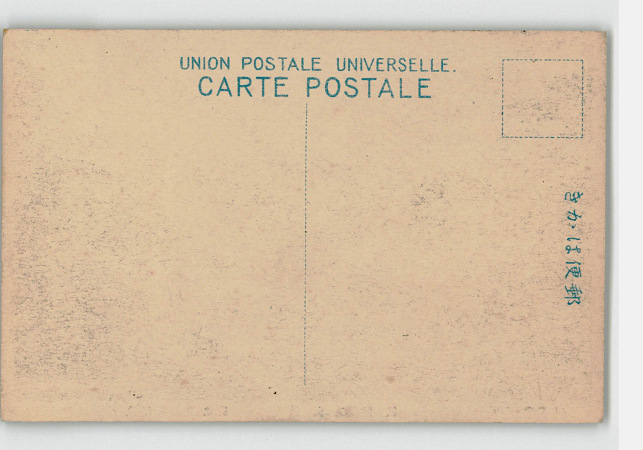 UNION POSTALE UNIVERSELLE.
CARTE POSTALE
きかは便郵